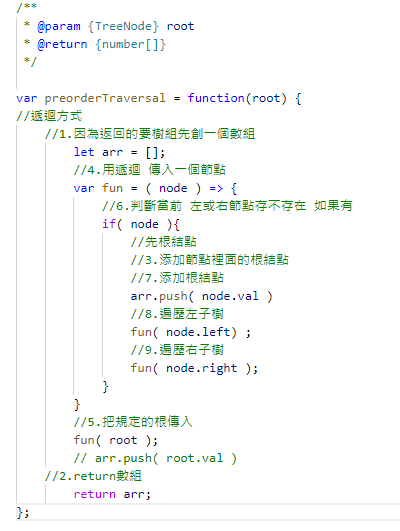 /**
 * @param {TreeNode} root
 * @return {number[]}
 */
var preorderTraversal = function(root) {
//遞迴方式
//1.因為返回的要樹組先創一個數組
let arr = [];
//4.用遞迴 傳入一個節點
var fun = ( node ) => {
//6.判斷當前 左或右節點存不存在 如果有
if( node ){
//先根結點
//3.添加節點裡面的根結點
//7.添加根結點
arr.push( node.val )
//8.遍歷左子樹
fun( node.left) ;
//9.遍歷右子樹
fun( node.right );
}
}
//5.把規定的根傳入
fun( root );
// arr.push( root.val )
//2.return數組
return arr;
};